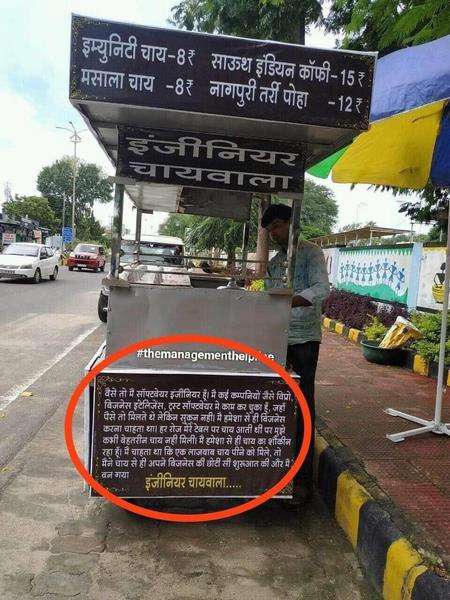 इम्युनिटी चाय-8₹ साऊथ इंडियन कॉफी-15₹
मसाला चाय -8₹ नागपुरी तर्री पोहा -12₹
इंजीनियर
चायवाला
#themanagementhelpline
वैसे तो मै सॉफ्टवेयर इंजीनियर हूँ। मै कई कम्पनियों जैसे विप्रो,
बिजनेस इंटेलिजेंस, ट्रस्ट सॉफ्टवेयर मे काम कर चुका हूँ, जहाँ
पैसे तो मिलते थे लेकिन सुकून नही। मै हमेशा से ही बिजनेस
करना चाहता था। हर रोज मेरे टेबल पर चाय आती थी पर मुझे
कभी बेहतरीन चाय नही मिली। मै हमेशा से ही चाय का शौकीन
रहा हूँ। मै चाहता था कि एक लाजवाब चाय पीने को मिले, तो
मैंने चाय से ही अपने बिजनेस की छोटी सी शुरूआत की और मै
बन गया
इंजीनियर चायवाला.....